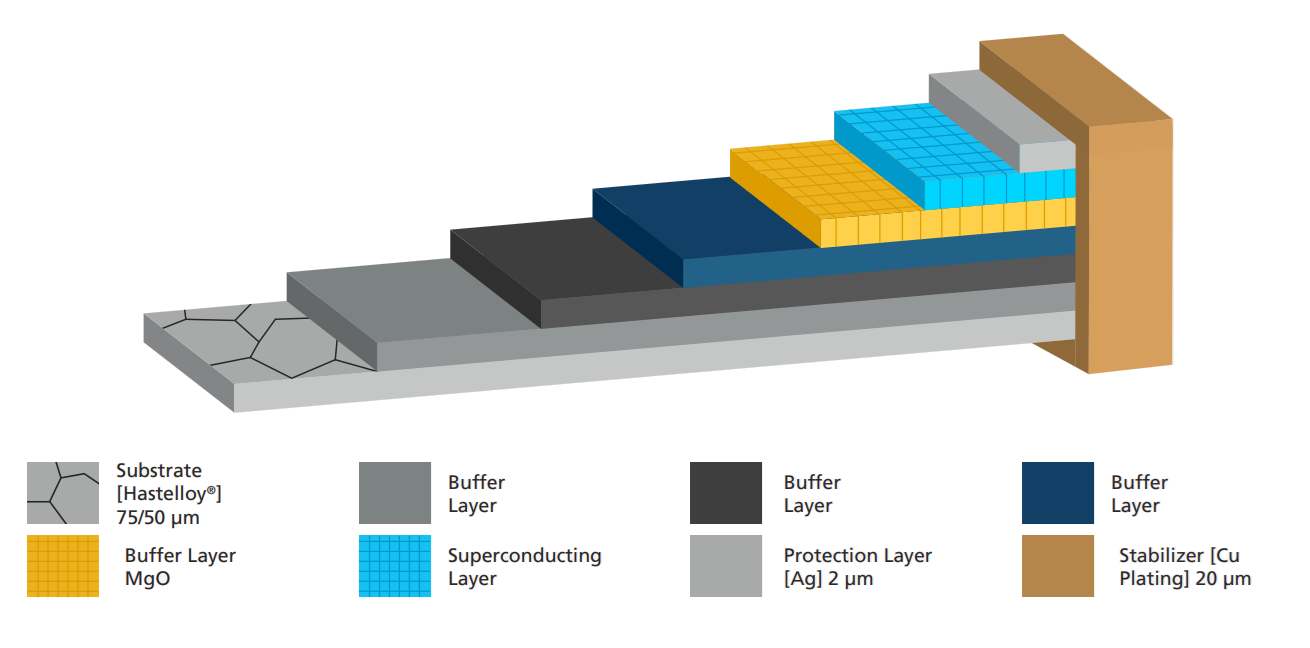 Substrate
[Hastelloy®]
75/50 µm
Buffer
Layer
Buffer
Layer
Buffer
Layer
Buffer Layer
MgO
Superconducting
Layer
Protection Layer
[Ag] 2 µm
Stabilizer [Cu
Plating] 20 µm